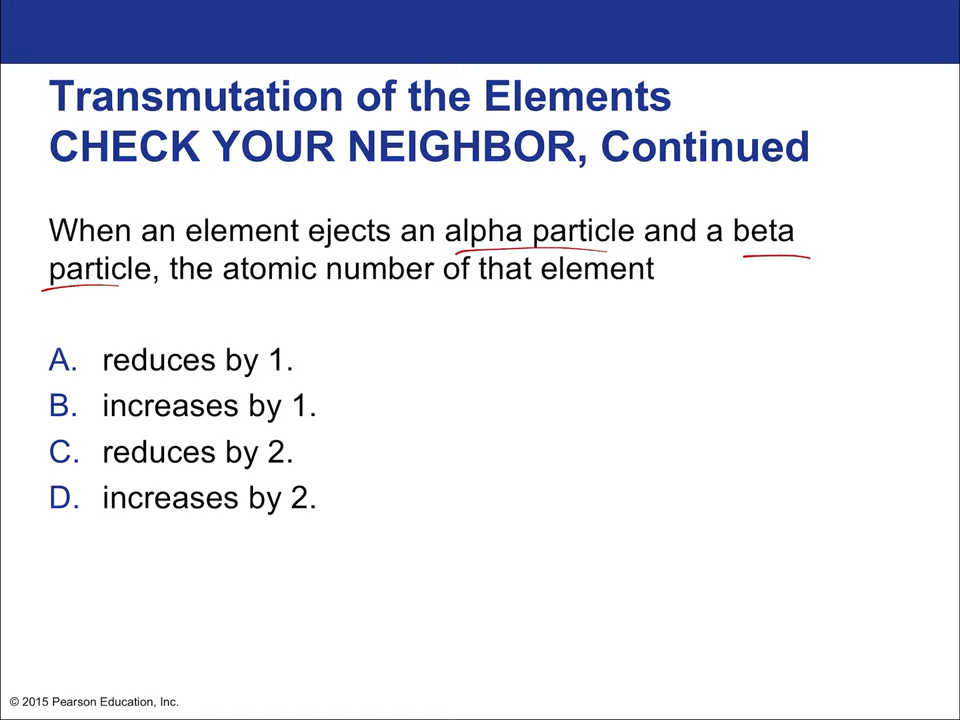 Transmutation of the Elements
CHECK YOUR NEIGHBOR, Continued
When an element ejects an alpha particle and a beta
particle, the atomic number of that element
A. reduces by 1.
B. increases by 1.
C. reduces by 2.
D. increases by 2.
© 2015 Pearson Education, Inc.